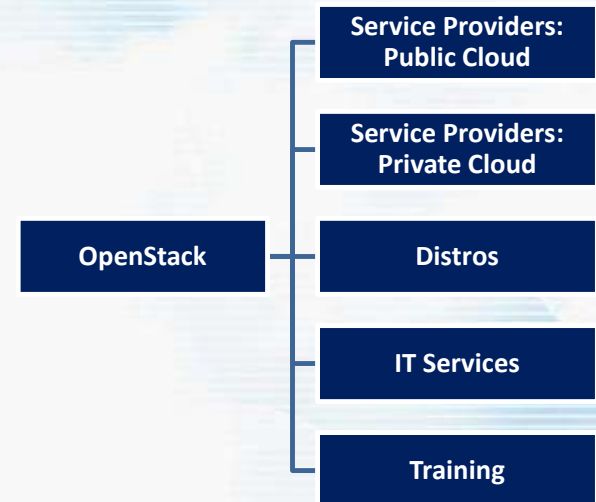 Service Providers:
Public Cloud
Service Providers:
Private Cloud
OpenStack
Distros
IT Services
Training